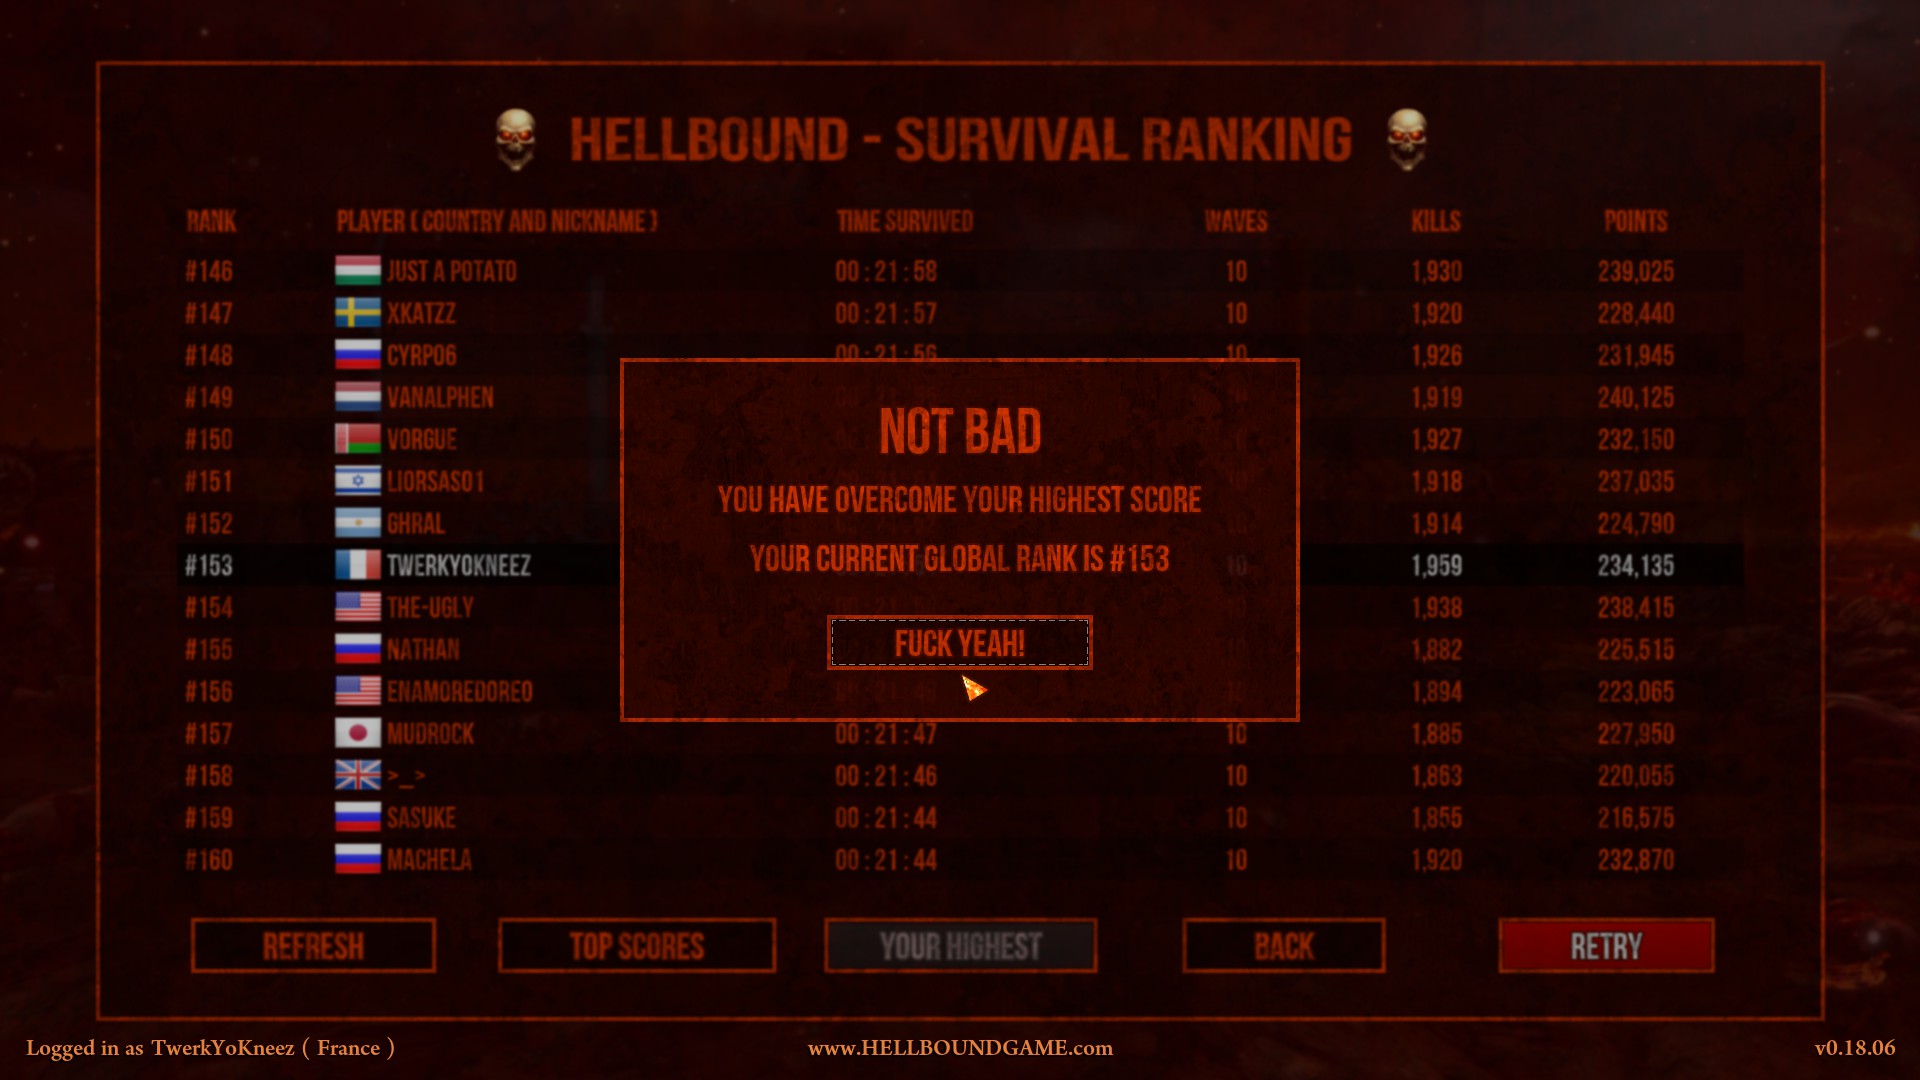 HELLBOUND - SURVIVAL RANKING
RANK PLAYER ( COUNTRY AND NICKNAME ) TIME SURVIVED WAVES KILLS POINTS
#146 JUST A POTATO 00 : 21 : 58 10 1,930 239,025
#147 XKATZZ 00 : 21 : 57 10 1,920 228,440
#148 CYRP06 00 : 21 : 56 10 1,926 231,945
#149 VANALPHEN 1,919 240,125
#150 VORGUE 1,927 232,150
#151 LIORSASO1 1,918 237,035
#152 GHRAL 1,914 224,790
#153 TWERKYOKNEEZ 10 1,959 234,135
#154 THE-UGLY 1,938 238,415
#155 NATHAN 1,882 225,515
#156 ENAMOREDOREO 1,894 223,065
#157 MUDROCK 00 : 21 : 47 10 1,885 227,950
#158 >_> 00 : 21 : 46 10 1,863 220,055
#159 SASUKE 00 : 21 : 44 10 1,855 216,575
#160 MACHELA 00 : 21 : 44 10 1,920 232,870
NOT BAD
YOU HAVE OVERCOME YOUR HIGHEST SCORE
YOUR CURRENT GLOBAL RANK IS #153
FUCK YEAH!
REFRESH TOP SCORES YOUR HIGHEST BACK RETRY
Logged in as TwerkYoKneez ( France ) www.HELLBOUNDGAME.com v0.18.06